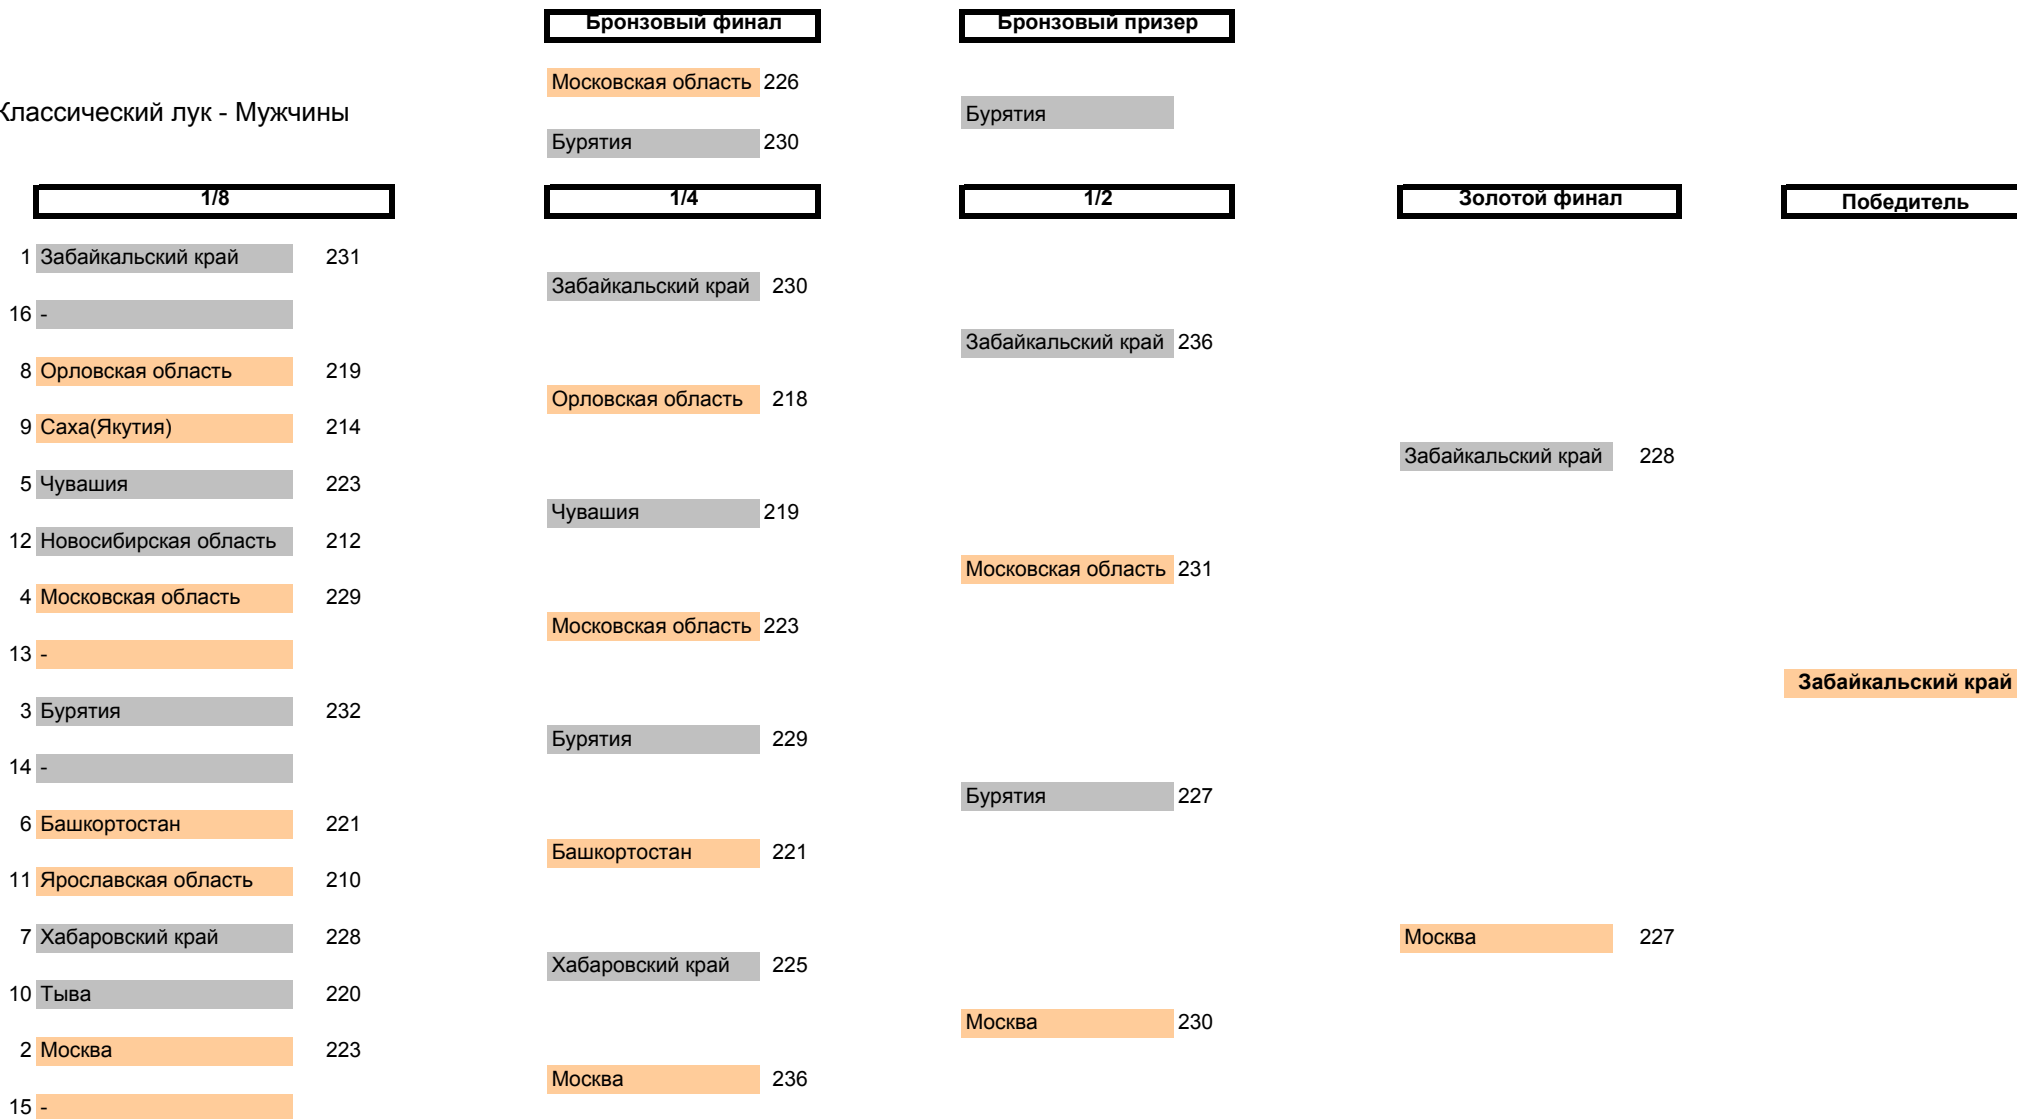 Бронзовый финал Бронзовый призер
Московская область 226
Классический лук - Мужчины Бурятия
Бурятия 230
1/8 1/4 1/2 Золотой финал Победитель
1 Забайкальский край 231
Забайкальский край 230
16 -
Забайкальский край 236
8 Орловская область 219
Орловская область 218
9 Саха(Якутия) 214
Забайкальский край 228
5 Чувашия 223
Чувашия 219
12 Новосибирская область 212
Московская область 231
4 Московская область 229
Московская область 223
13 -
Забайкальский край
3 Бурятия 232
Бурятия 229
14 -
Бурятия 227
6 Башкортостан 221
Башкортостан 221
11 Ярославская область 210
7 Хабаровский край 228 Москва 227
Хабаровский край 225
10 Тыва 220
Москва 230
2 Москва 223
Москва 236
15 -